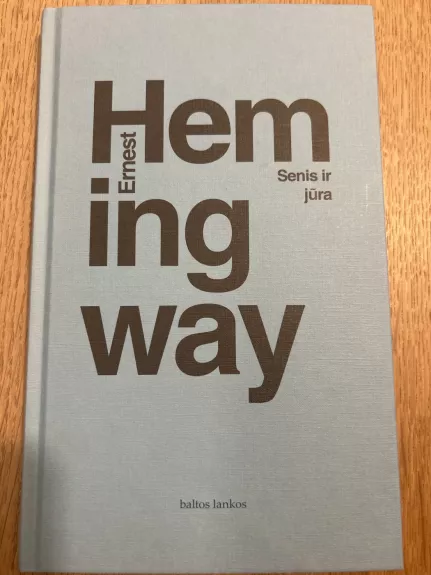 Ernest
Hem
ing
way
Senis ir
jūra
baltos lankos